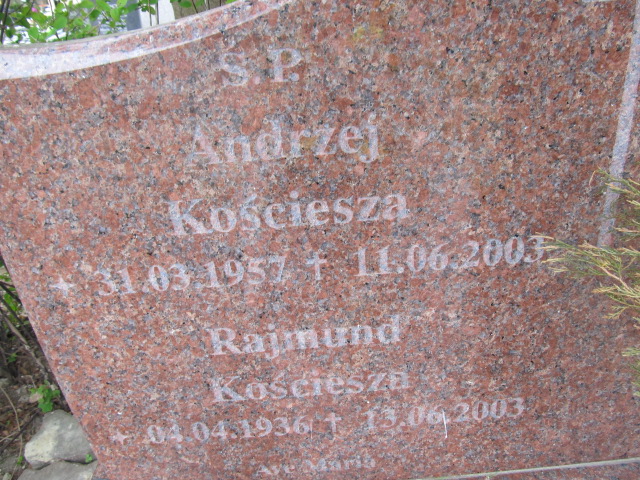 Ś.P.
Andrzej
Kościesza
* 31.03.1957 † 11.06.2003
Rajmund
Kościesza
* 04.04.1936 † 13.06.2003
Ave Maria